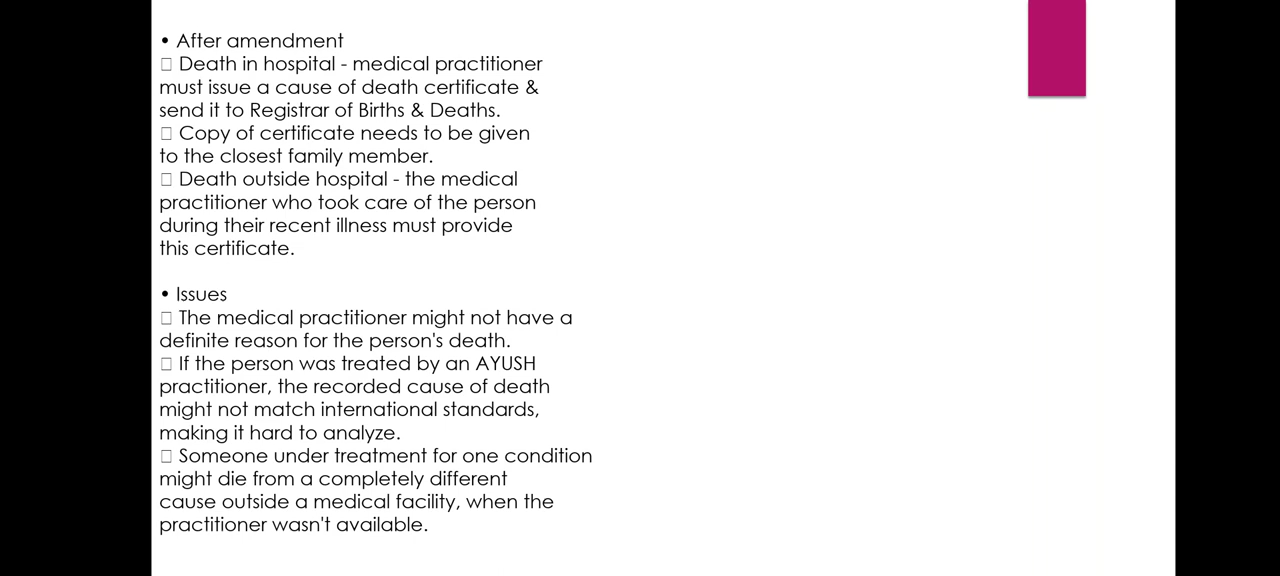 • After amendment
□ Death in hospital - medical practitioner
must issue a cause of death certificate &
send it to Registrar of Births & Deaths.
□ Copy of certificate needs to be given
to the closest family member.
□ Death outside hospital - the medical
practitioner who took care of the person
during their recent illness must provide
this certificate.
• Issues
□ The medical practitioner might not have a
definite reason for the person's death.
□ If the person was treated by an AYUSH
practitioner, the recorded cause of death
might not match international standards,
making it hard to analyze.
□ Someone under treatment for one condition
might die from a completely different
cause outside a medical facility, when the
practitioner wasn't available.